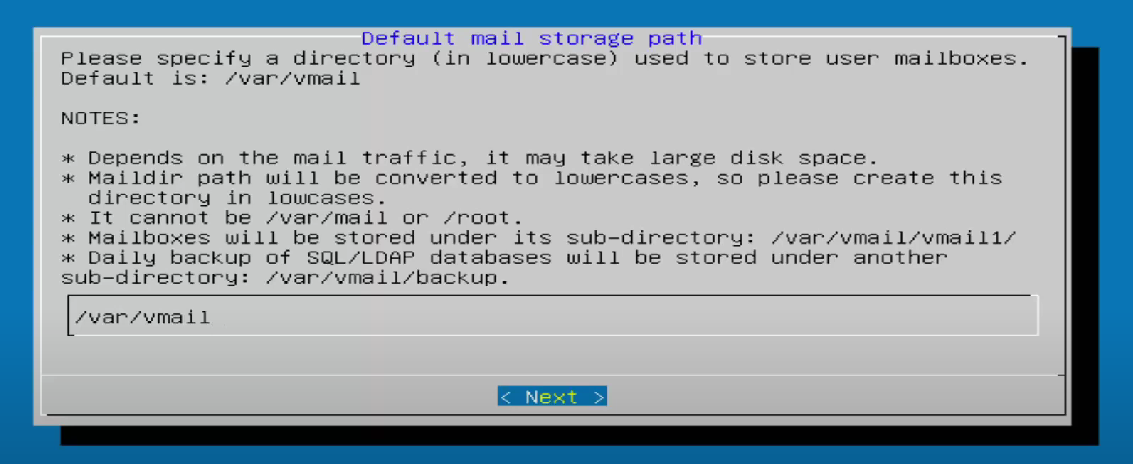 Default mail storage path
Please specify a directory (in lowercase) used to store user mailboxes.
Default is: /var/vmail
NOTES:
* Depends on the mail traffic, it may take large disk space.
* Maildir path will be converted to lowercases, so please create this
directory in lowcases.
* It cannot be /var/mail or /root.
* Mailboxes will be stored under its sub-directory: /var/vmail/vmail1/
* Daily backup of SQL/LDAP databases will be stored under another
sub-directory: /var/vmail/backup.
/var/vmail
< Next >